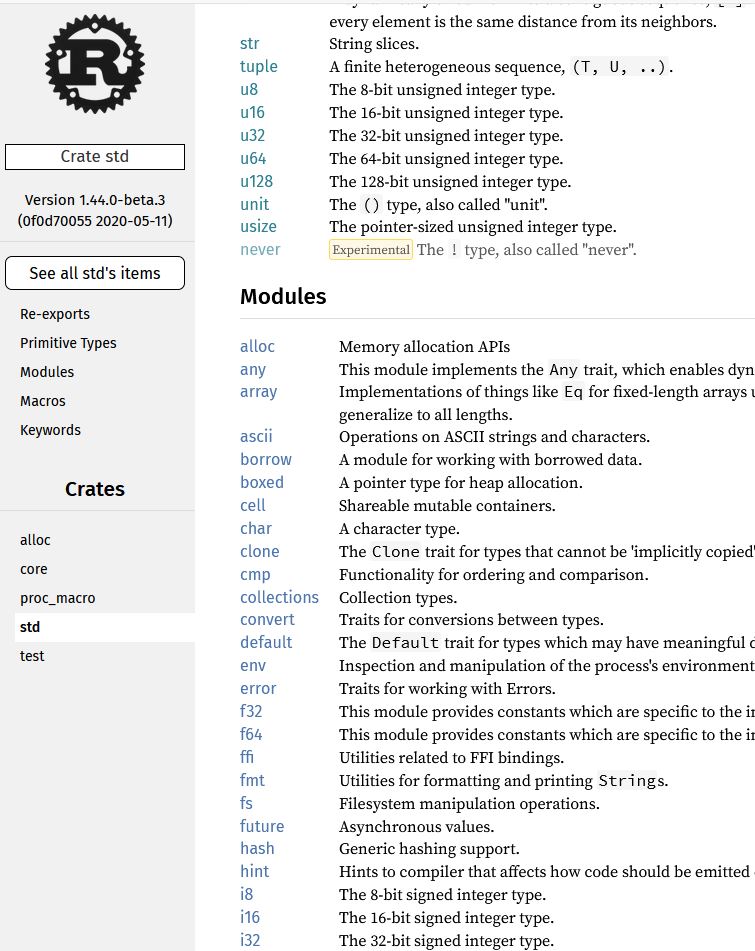 R
Crate std
Version 1.44.0-beta.3
(0f0d70055 2020-05-11)
See all std's items
Re-exports
Primitive Types
Modules
Macros
Keywords
Crates
alloc
core
proc_macro
std
test
every element is the same distance from its neighbors.
str String slices.
tuple A finite heterogeneous sequence, (T, U, ..).
u8 The 8-bit unsigned integer type.
u16 The 16-bit unsigned integer type.
u32 The 32-bit unsigned integer type.
u64 The 64-bit unsigned integer type.
u128 The 128-bit unsigned integer type.
unit The () type, also called "unit".
usize The pointer-sized unsigned integer type.
never Experimental The ! type, also called "never".
Modules
alloc Memory allocation APIs
any This module implements the Any trait, which enables dyn
array Implementations of things like Eq for fixed-length arrays u
generalize to all lengths.
ascii Operations on ASCII strings and characters.
borrow A module for working with borrowed data.
boxed A pointer type for heap allocation.
cell Shareable mutable containers.
char A character type.
clone The Clone trait for types that cannot be 'implicitly copied'
cmp Functionality for ordering and comparison.
collections Collection types.
convert Traits for conversions between types.
default The Default trait for types which may have meaningful d
env Inspection and manipulation of the process's environment
error Traits for working with Errors.
f32 This module provides constants which are specific to the i
f64 This module provides constants which are specific to the i
ffi Utilities related to FFI bindings.
fmt Utilities for formatting and printing Strings.
fs Filesystem manipulation operations.
future Asynchronous values.
hash Generic hashing support.
hint Hints to compiler that affects how code should be emitted
i8 The 8-bit signed integer type.
i16 The 16-bit signed integer type.
i32 The 32-bit signed integer type.